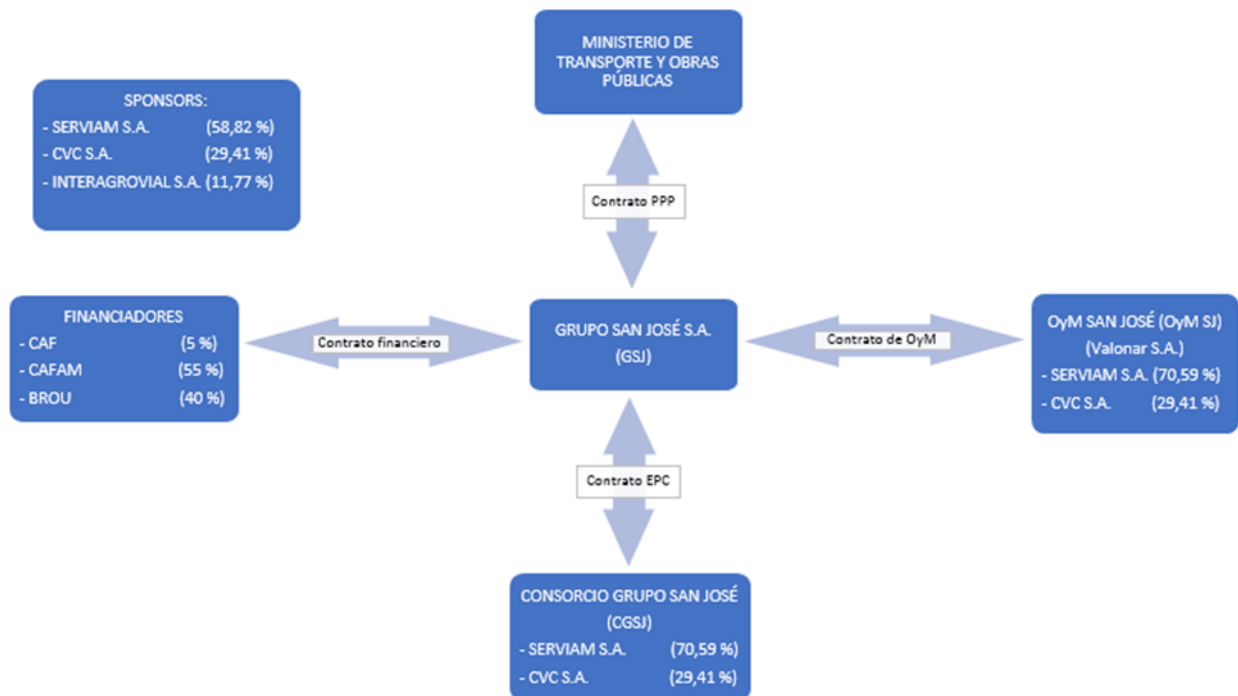 MINISTERIO DE
TRANSPORTE Y OBRAS
PÚBLICAS
SPONSORS:
- SERVIAM S.A. (58,82 %)
- CVC S.A. (29,41 %)
- INTERAGROVIAL S.A. (11,77 %)
Contrato PPP
FINANCIADORES
- CAF (5 %)
- CAFAM (55 %)
- BROU (40 %)
Contrato financiero
GRUPO SAN JOSÉ S.A.
(GSJ)
Contrato de OyM
OyM SAN JOSÉ (OyM SJ)
(Valonar S.A.)
- SERVIAM S.A. (70,59 %)
- CVC S.A. (29,41 %)
Contrato EPC
CONSORCIO GRUPO SAN JOSÉ
(CGSJ)
- SERVIAM S.A. (70,59 %)
- CVC S.A. (29,41 %)